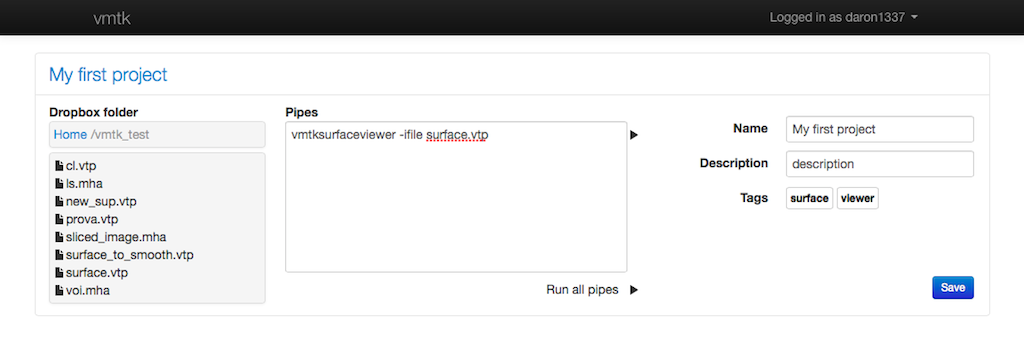 vmtk
Logged in as daron1337
My first project
Dropbox folder
Home /vmtk_test
cl.vtp
ls.mha
new_sup.vtp
prova.vtp
sliced_image.mha
surface_to_smooth.vtp
surface.vtp
voi.mha
Pipes
vmtksurfaceviewer -ifile surface.vtp
Run all pipes
Name
My first project
Description
description
Tags
surface viewer
Save